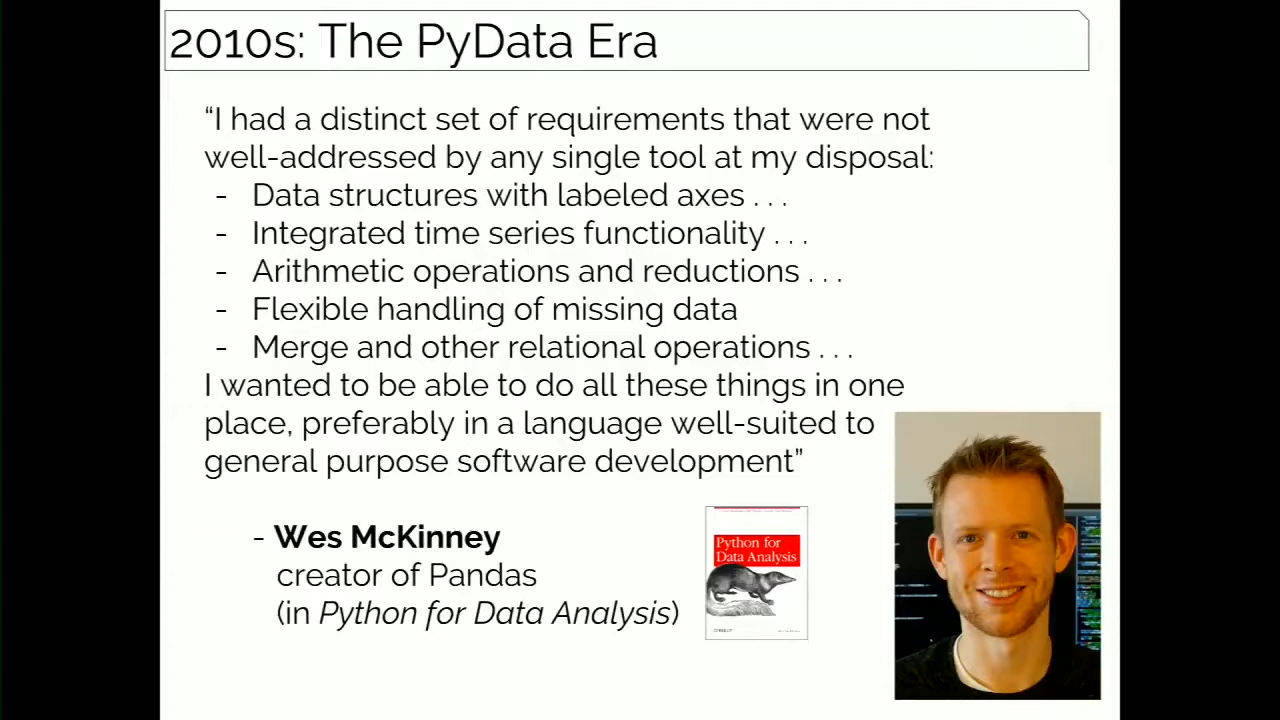 2010s: The PyData Era
“I had a distinct set of requirements that were not
well-addressed by any single tool at my disposal:
- Data structures with labeled axes . . .
- Integrated time series functionality . . .
- Arithmetic operations and reductions . . .
- Flexible handling of missing data
- Merge and other relational operations . . .
I wanted to be able to do all these things in one
place, preferably in a language well-suited to
general purpose software development”
- Wes McKinney
creator of Pandas
(in Python for Data Analysis)
Python for
Data Analysis
O'REILLY